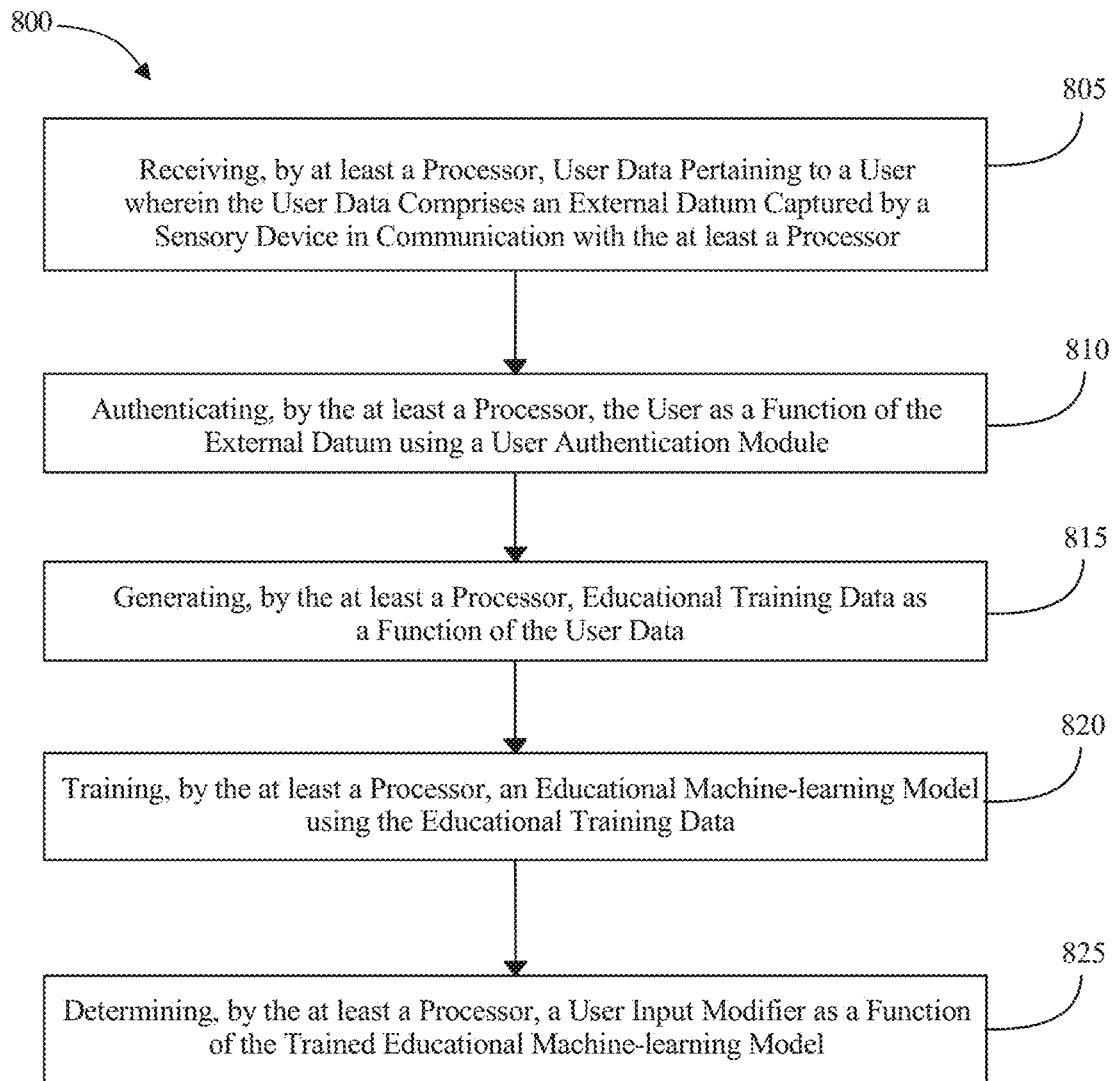 800
805
Receiving, by at least a Processor, User Data Pertaining to a User
wherein the User Data Comprises an External Datum Captured by a
Sensory Device in Communication with the at least a Processor
810
Authenticating, by the at least a Processor, the User as a Function of the
External Datum using a User Authentication Module
815
Generating, by the at least a Processor, Educational Training Data as
a Function of the User Data
820
Training, by the at least a Processor, an Educational Machine-learning Model
using the Educational Training Data
825
Determining, by the at least a Processor, a User Input Modifier as a Function
of the Trained Educational Machine-learning Model